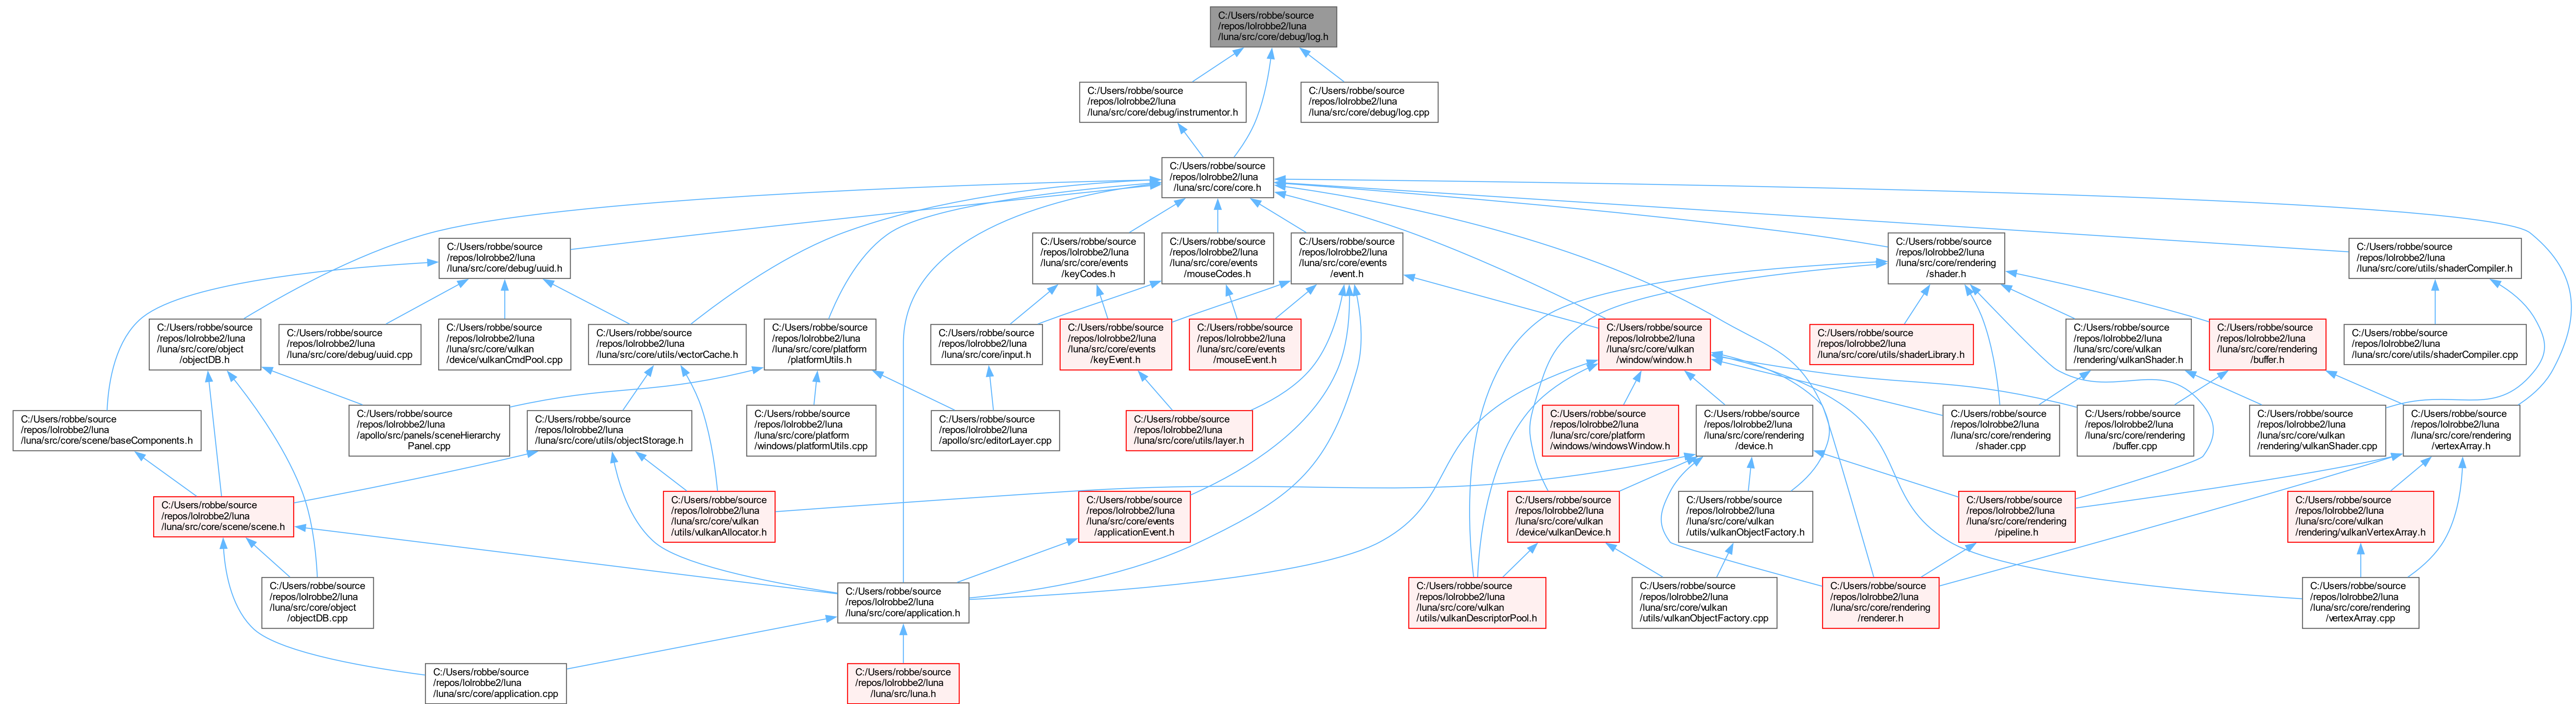 C:/Users/robbe/source
/repos/lolrobbe2/luna
/luna/src/core/debug/log.h
C:/Users/robbe/source
/repos/lolrobbe2/luna
/luna/src/core/debug/instrumentor.h
C:/Users/robbe/source
/repos/lolrobbe2/luna
/luna/src/core/debug/log.cpp
C:/Users/robbe/source
/repos/lolrobbe2/luna
/luna/src/core/core.h
C:/Users/robbe/source
/repos/lolrobbe2/luna
/luna/src/core/debug/uuid.h
C:/Users/robbe/source
/repos/lolrobbe2/luna
/luna/src/core/events
/keyCodes.h
C:/Users/robbe/source
/repos/lolrobbe2/luna
/luna/src/core/events
/mouseCodes.h
C:/Users/robbe/source
/repos/lolrobbe2/luna
/luna/src/core/events
/event.h
C:/Users/robbe/source
/repos/lolrobbe2/luna
/luna/src/core/rendering
/shader.h
C:/Users/robbe/source
/repos/lolrobbe2/luna
/luna/src/core/utils/shaderCompiler.h
C:/Users/robbe/source
/repos/lolrobbe2/luna
/luna/src/core/object
/objectDB.h
C:/Users/robbe/source
/repos/lolrobbe2/luna
/luna/src/core/debug/uuid.cpp
C:/Users/robbe/source
/repos/lolrobbe2/luna
/luna/src/core/vulkan
/device/vulkanCmdPool.cpp
C:/Users/robbe/source
/repos/lolrobbe2/luna
/luna/src/core/utils/vectorCache.h
C:/Users/robbe/source
/repos/lolrobbe2/luna
/luna/src/core/platform
/platformUtils.h
C:/Users/robbe/source
/repos/lolrobbe2/luna
/luna/src/core/input.h
C:/Users/robbe/source
/repos/lolrobbe2/luna
/luna/src/core/events
/keyEvent.h
C:/Users/robbe/source
/repos/lolrobbe2/luna
/luna/src/core/events
/mouseEvent.h
C:/Users/robbe/source
/repos/lolrobbe2/luna
/luna/src/core/vulkan
/window/window.h
C:/Users/robbe/source
/repos/lolrobbe2/luna
/luna/src/core/utils/shaderLibrary.h
C:/Users/robbe/source
/repos/lolrobbe2/luna
/luna/src/core/vulkan
/rendering/vulkanShader.h
C:/Users/robbe/source
/repos/lolrobbe2/luna
/luna/src/core/rendering
/buffer.h
C:/Users/robbe/source
/repos/lolrobbe2/luna
/luna/src/core/utils/shaderCompiler.cpp
C:/Users/robbe/source
/repos/lolrobbe2/luna
/luna/src/core/scene/baseComponents.h
C:/Users/robbe/source
/repos/lolrobbe2/luna
/apollo/src/panels/sceneHierarchy
Panel.cpp
C:/Users/robbe/source
/repos/lolrobbe2/luna
/luna/src/core/utils/objectStorage.h
C:/Users/robbe/source
/repos/lolrobbe2/luna
/luna/src/core/platform
/windows/platformUtils.cpp
C:/Users/robbe/source
/repos/lolrobbe2/luna
/apollo/src/editorLayer.cpp
C:/Users/robbe/source
/repos/lolrobbe2/luna
/luna/src/core/utils/layer.h
C:/Users/robbe/source
/repos/lolrobbe2/luna
/luna/src/core/platform
/windows/windowsWindow.h
C:/Users/robbe/source
/repos/lolrobbe2/luna
/luna/src/core/rendering
/device.h
C:/Users/robbe/source
/repos/lolrobbe2/luna
/luna/src/core/rendering
/shader.cpp
C:/Users/robbe/source
/repos/lolrobbe2/luna
/luna/src/core/rendering
/buffer.cpp
C:/Users/robbe/source
/repos/lolrobbe2/luna
/luna/src/core/vulkan
/rendering/vulkanShader.cpp
C:/Users/robbe/source
/repos/lolrobbe2/luna
/luna/src/core/rendering
/vertexArray.h
C:/Users/robbe/source
/repos/lolrobbe2/luna
/luna/src/core/scene/scene.h
C:/Users/robbe/source
/repos/lolrobbe2/luna
/luna/src/core/vulkan
/utils/vulkanAllocator.h
C:/Users/robbe/source
/repos/lolrobbe2/luna
/luna/src/core/events
/applicationEvent.h
C:/Users/robbe/source
/repos/lolrobbe2/luna
/luna/src/core/vulkan
/device/vulkanDevice.h
C:/Users/robbe/source
/repos/lolrobbe2/luna
/luna/src/core/vulkan
/utils/vulkanObjectFactory.h
C:/Users/robbe/source
/repos/lolrobbe2/luna
/luna/src/core/rendering
/pipeline.h
C:/Users/robbe/source
/repos/lolrobbe2/luna
/luna/src/core/vulkan
/rendering/vulkanVertexArray.h
C:/Users/robbe/source
/repos/lolrobbe2/luna
/luna/src/core/object
/objectDB.cpp
C:/Users/robbe/source
/repos/lolrobbe2/luna
/luna/src/core/application.h
C:/Users/robbe/source
/repos/lolrobbe2/luna
/luna/src/core/vulkan
/utils/vulkanDescriptorPool.h
C:/Users/robbe/source
/repos/lolrobbe2/luna
/luna/src/core/vulkan
/utils/vulkanObjectFactory.cpp
C:/Users/robbe/source
/repos/lolrobbe2/luna
/luna/src/core/rendering
/renderer.h
C:/Users/robbe/source
/repos/lolrobbe2/luna
/luna/src/core/rendering
/vertexArray.cpp
C:/Users/robbe/source
/repos/lolrobbe2/luna
/luna/src/core/application.cpp
C:/Users/robbe/source
/repos/lolrobbe2/luna
/luna/src/luna.h